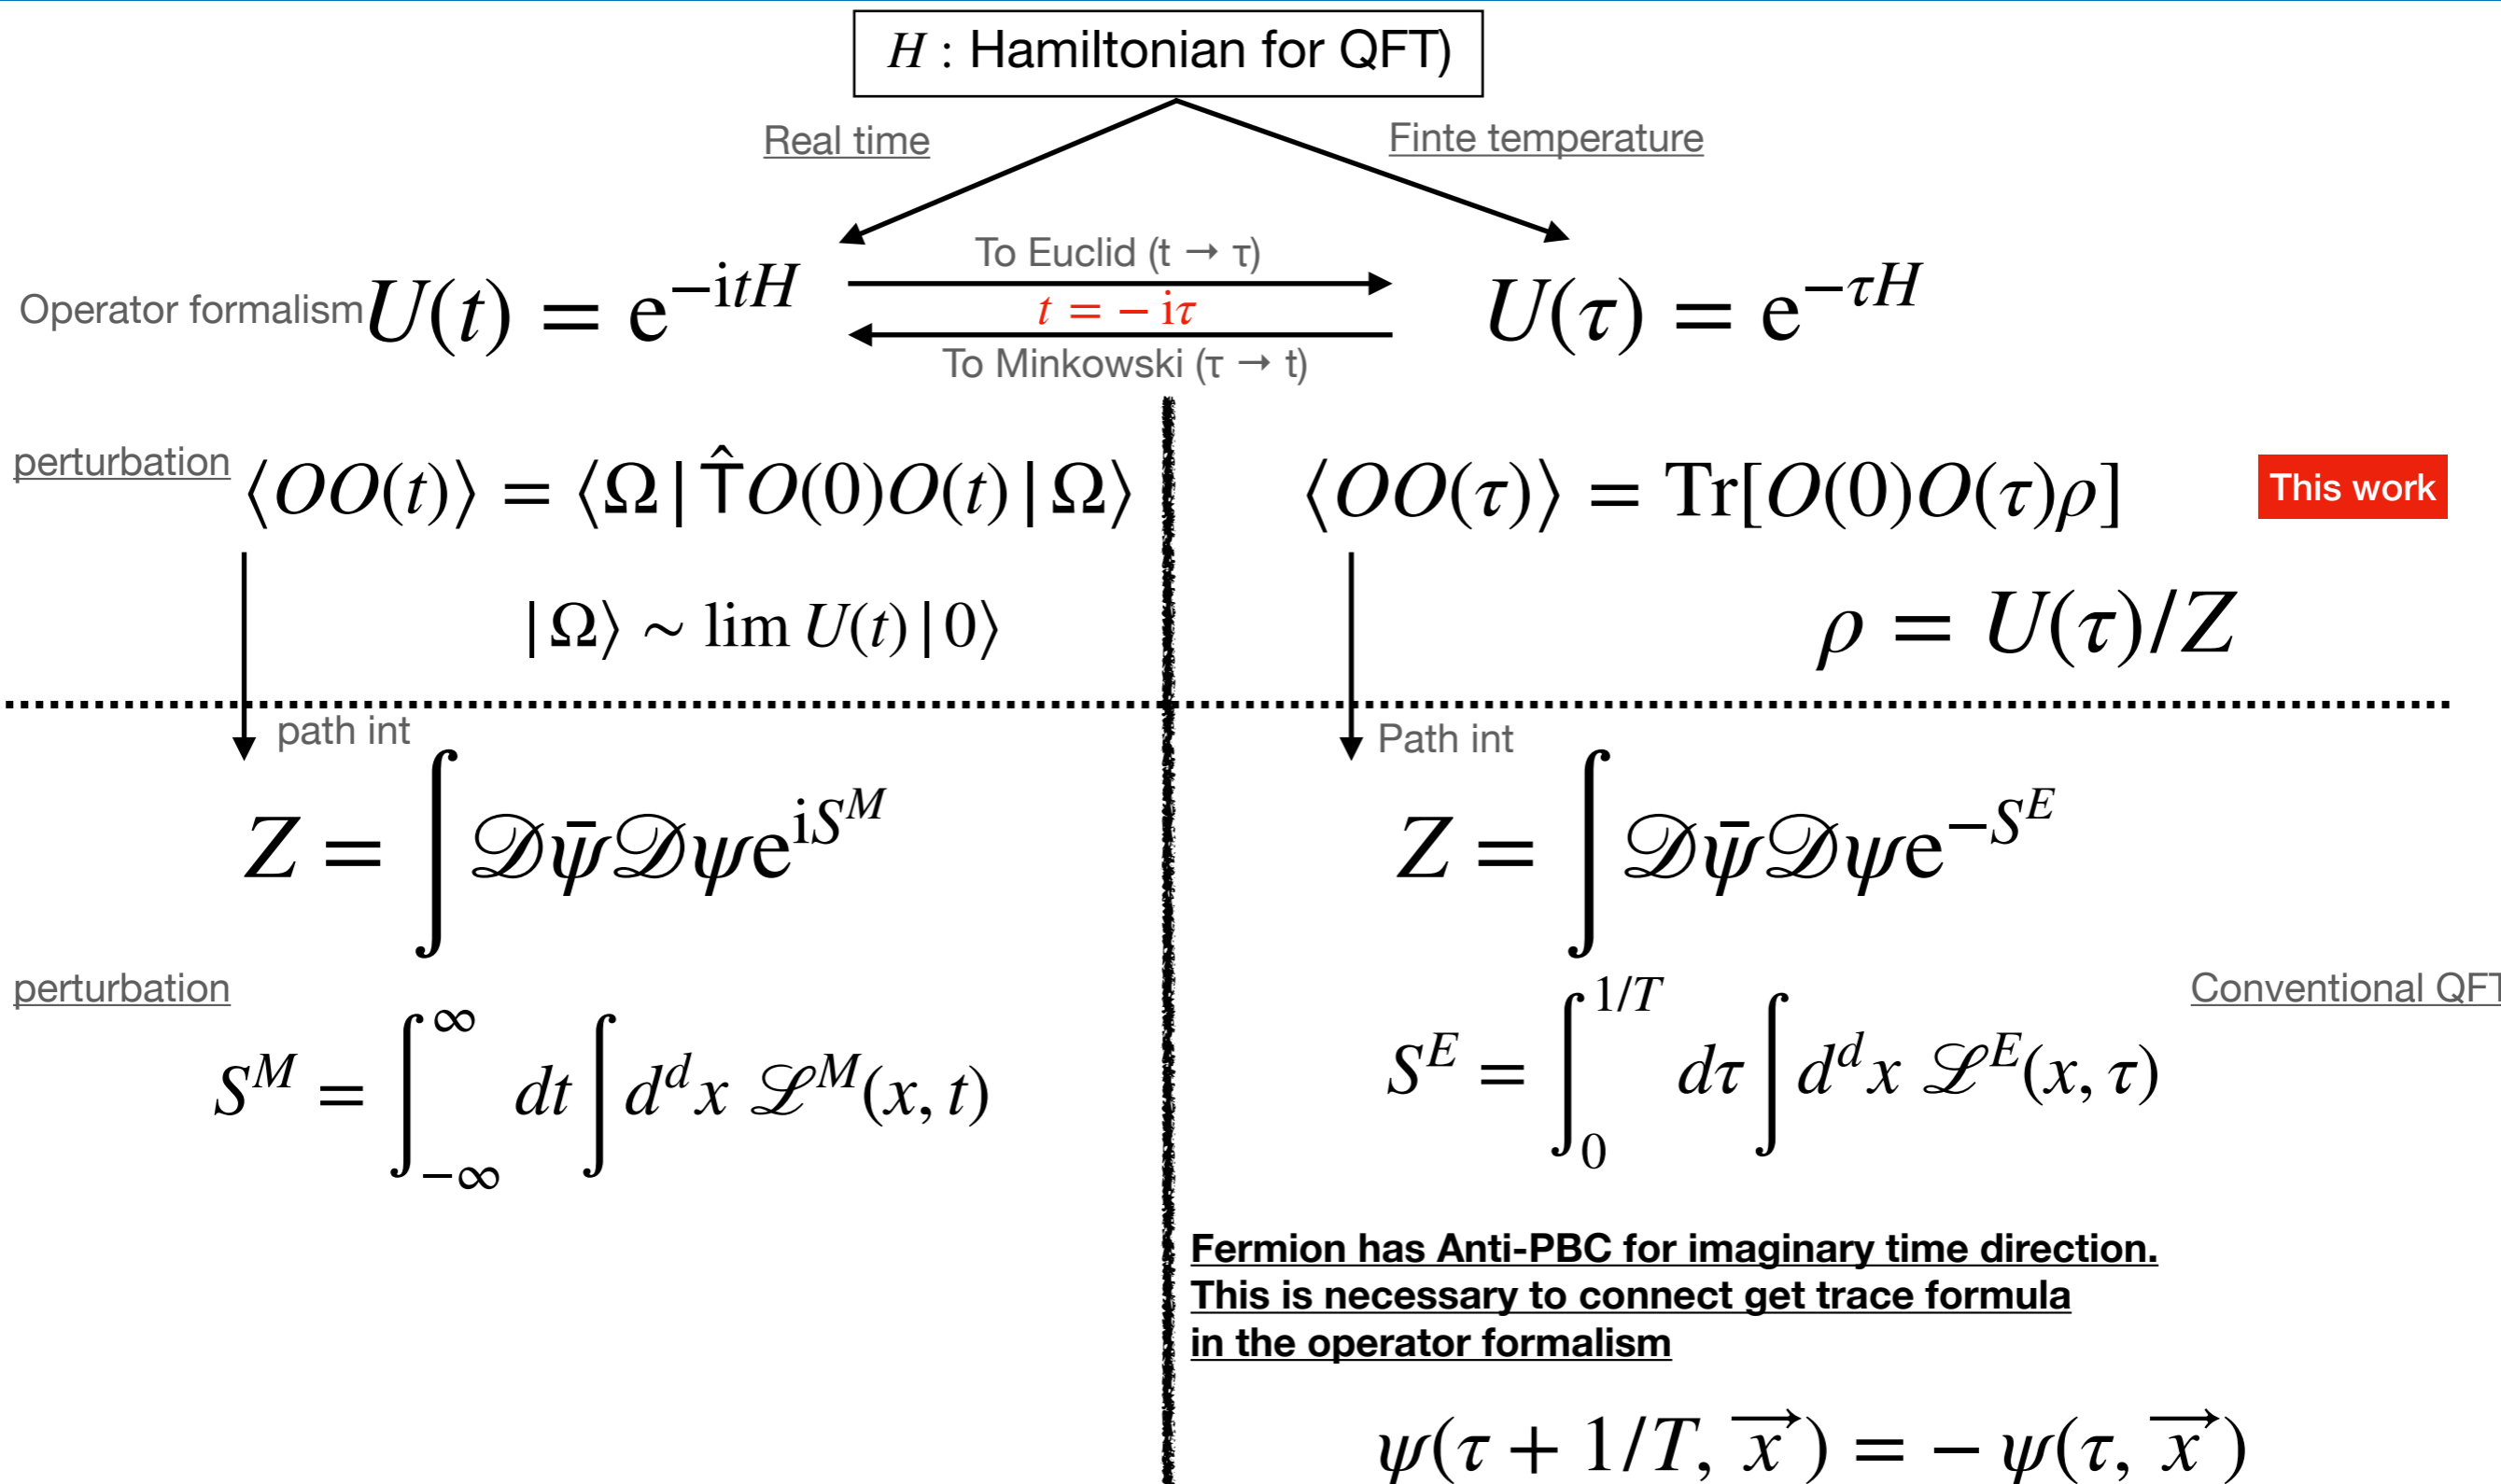 H : Hamiltonian for QFT)
Real time
Finte temperature
To Euclid (t → τ)
Operator formalism U(t) = e^{−itH}
t = − iτ
U(τ) = e^{−τH}
To Minkowski (τ → t)
perturbation ⟨OO(t)⟩ = ⟨Ω| T̂O(0)O(t) |Ω⟩
⟨OO(τ)⟩ = Tr[O(0)O(τ)ρ]
This work
|Ω⟩ ∼ lim U(t)|0⟩
ρ = U(τ)/Z
path int
Path int
Z = ∫ 𝒟ψ̄𝒟ψe^{iS^M}
Z = ∫ 𝒟ψ̄𝒟ψe^{−S^E}
perturbation
Conventional QFT
S^M = ∫_{−∞}^{∞} dt ∫ d^d x ℒ^M(x, t)
S^E = ∫_0^{1/T} dτ ∫ d^d x ℒ^E(x, τ)
Fermion has Anti-PBC for imaginary time direction.
This is necessary to connect get trace formula
in the operator formalism
ψ(τ + 1/T, x⃗) = − ψ(τ, x⃗)